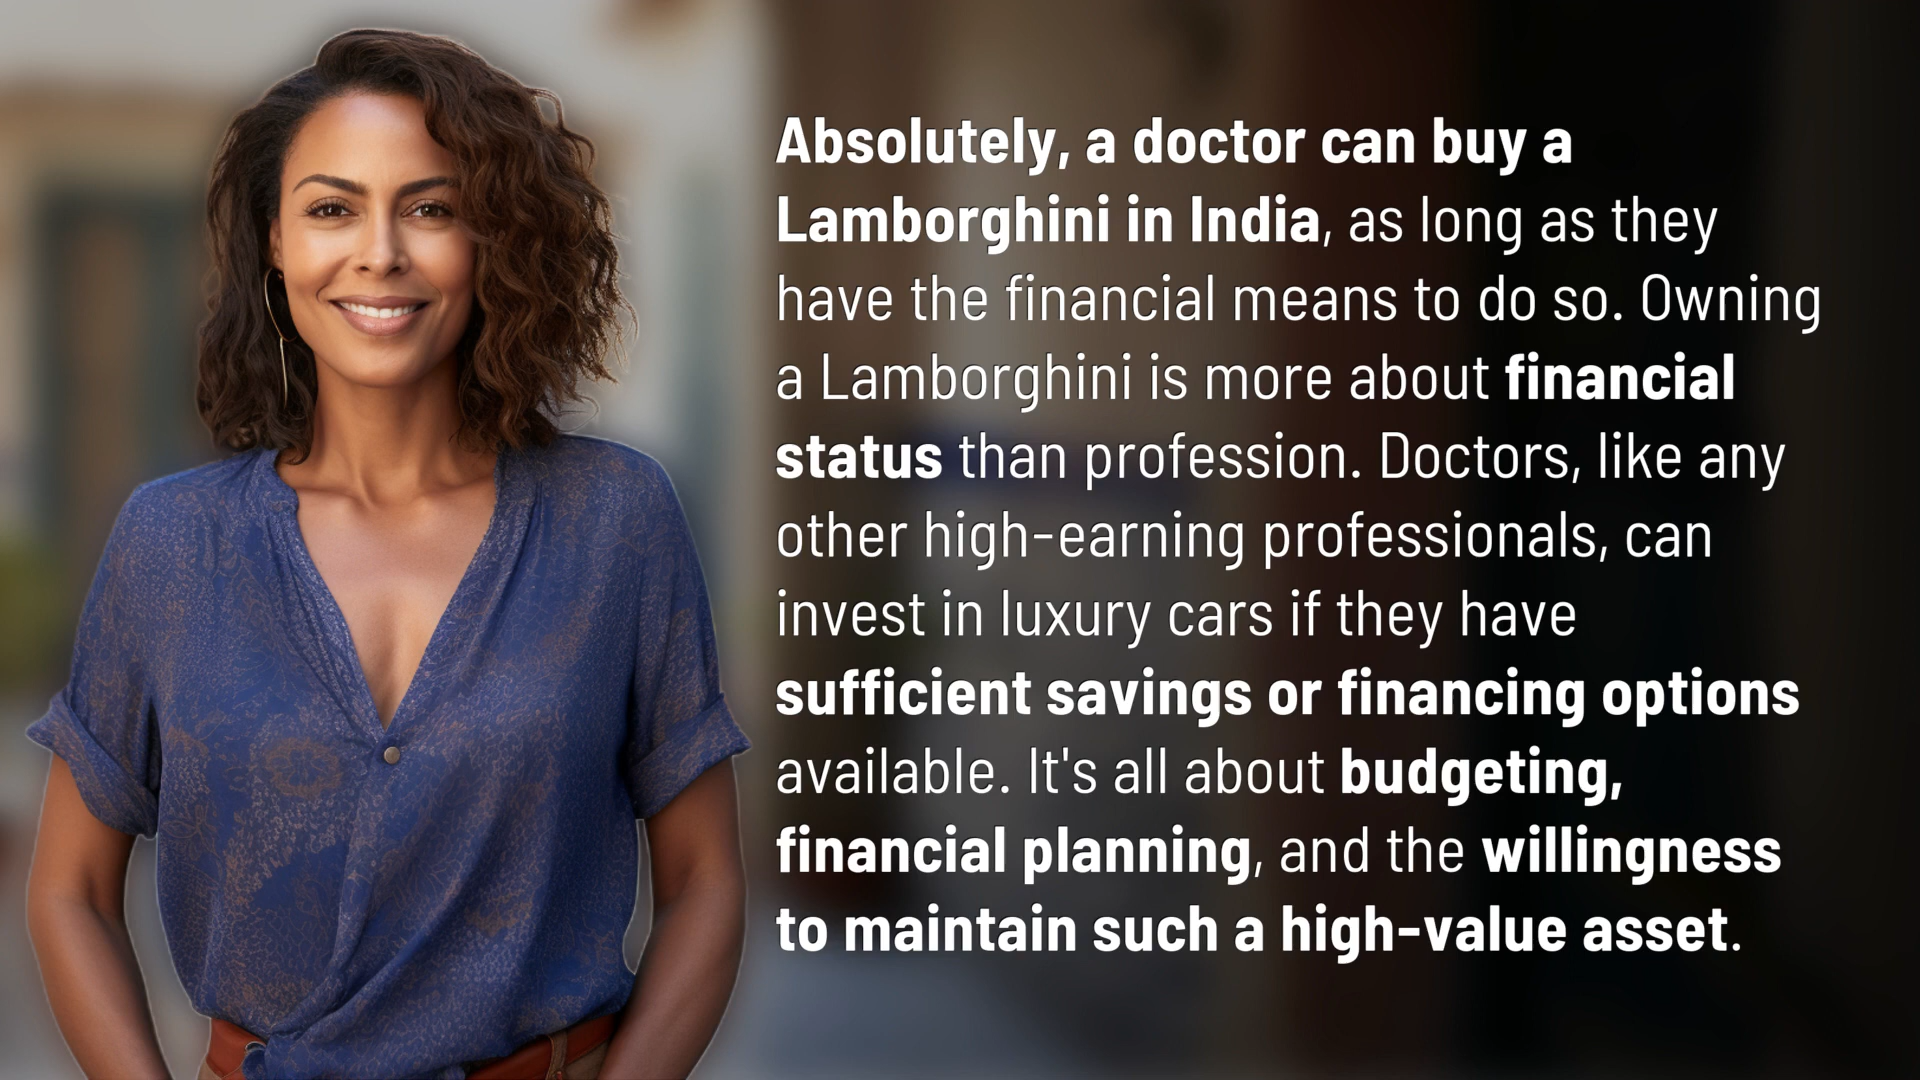 Absolutely, a doctor can buy a
Lamborghini in India, as long as they
have the financial means to do so. Owning
a Lamborghini is more about financial
status than profession. Doctors, like any
other high-earning professionals, can
invest in luxury cars if they have
sufficient savings or financing options
available. It's all about budgeting,
financial planning, and the willingness
to maintain such a high-value asset.